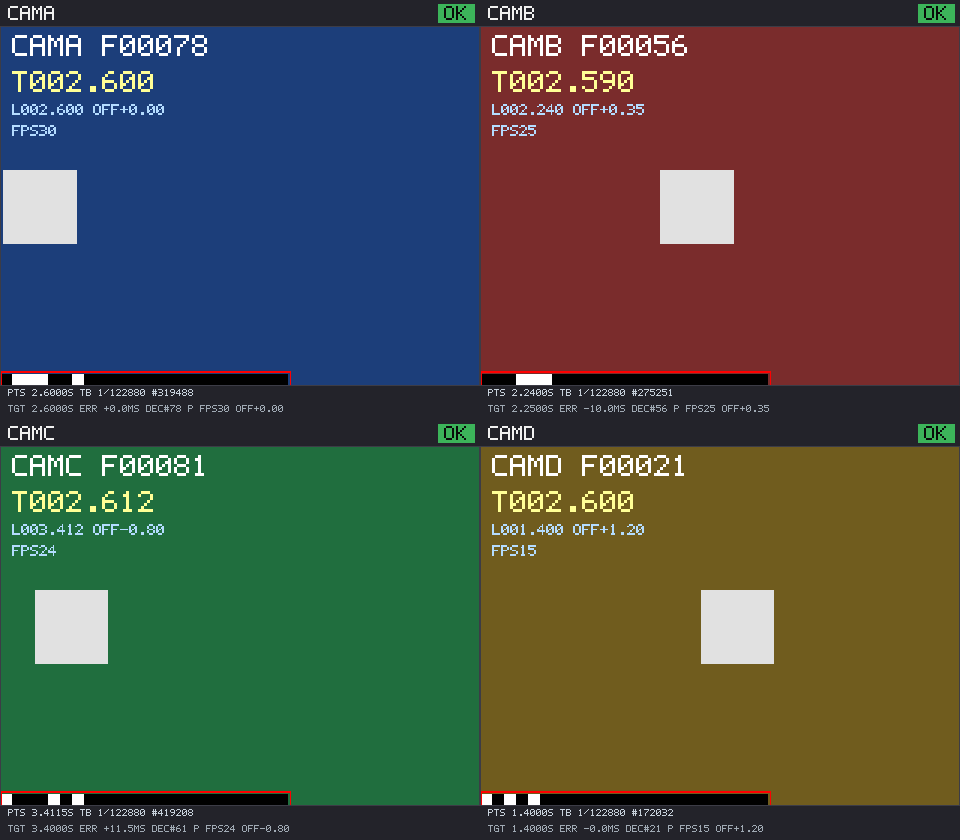 CAMA OK
CAMA F00078
T002.600
L002.600 OFF+0.00
FPS30
PTS 2.6000S TB 1/122880 #319488
TGT 2.6000S ERR +0.0MS DEC#78 P FPS30 OFF+0.00
CAMB OK
CAMB F00056
T002.590
L002.240 OFF+0.35
FPS25
PTS 2.2400S TB 1/122880 #275251
TGT 2.2500S ERR -10.0MS DEC#56 P FPS25 OFF+0.35
CAMC OK
CAMC F00081
T002.612
L003.412 OFF-0.80
FPS24
PTS 3.4115S TB 1/122880 #419208
TGT 3.4000S ERR +11.5MS DEC#61 P FPS24 OFF-0.80
CAMD OK
CAMD F00021
T002.600
L001.400 OFF+1.20
FPS15
PTS 1.4000S TB 1/122880 #172032
TGT 1.4000S ERR -0.0MS DEC#21 P FPS15 OFF+1.20